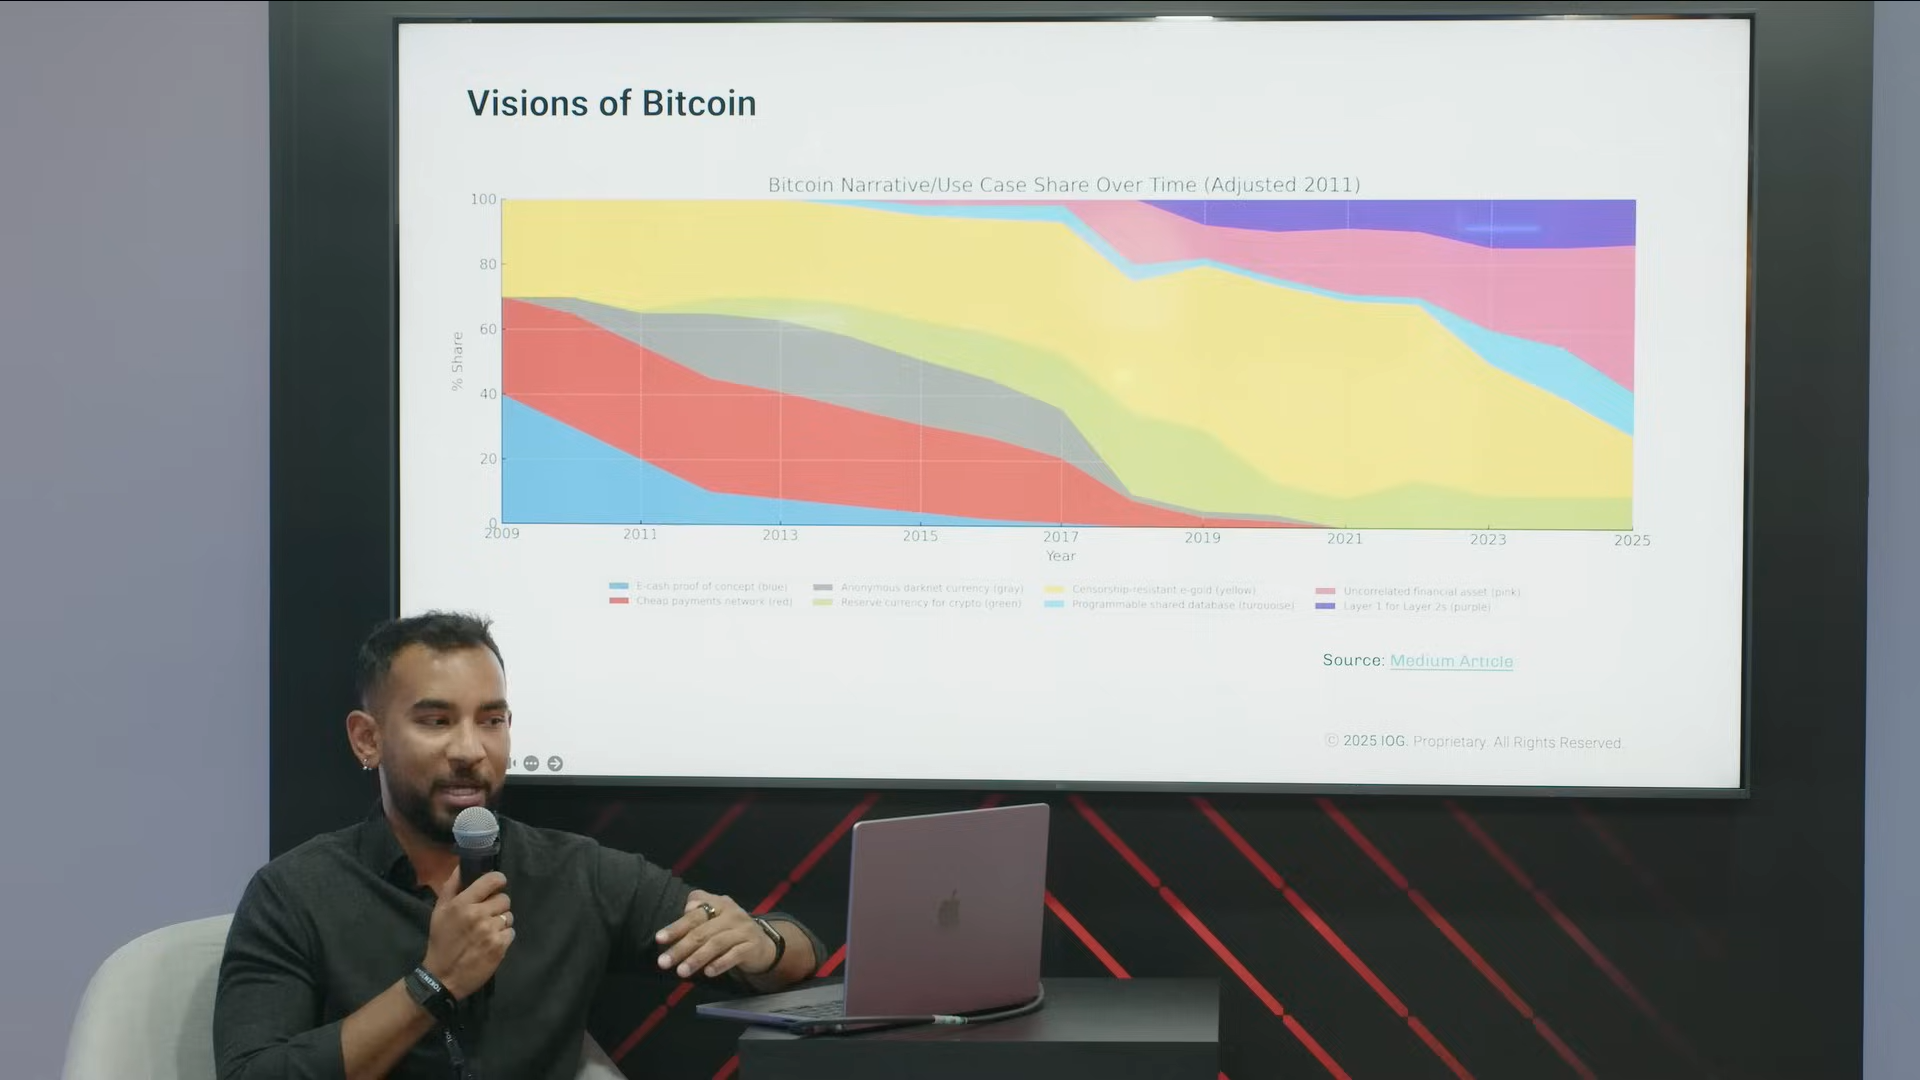 Visions of Bitcoin
Bitcoin Narrative/Use Case Share Over Time (Adjusted 2011)
100
80
60
40
20
0
% Share
2009 2011 2013 2015 2017 2019 2021 2023 2025
Year
E-cash proof of concept (blue) Anonymous darknet currency (gray) Censorship-resistant e-gold (yellow) Uncorrelated financial asset (pink)
Cheap payments network (red) Reserve currency for crypto (green) Programmable shared database (turquoise) Layer 1 for Layer 2s (purple)
Source: Medium Article
© 2025 IOG. Proprietary. All Rights Reserved.